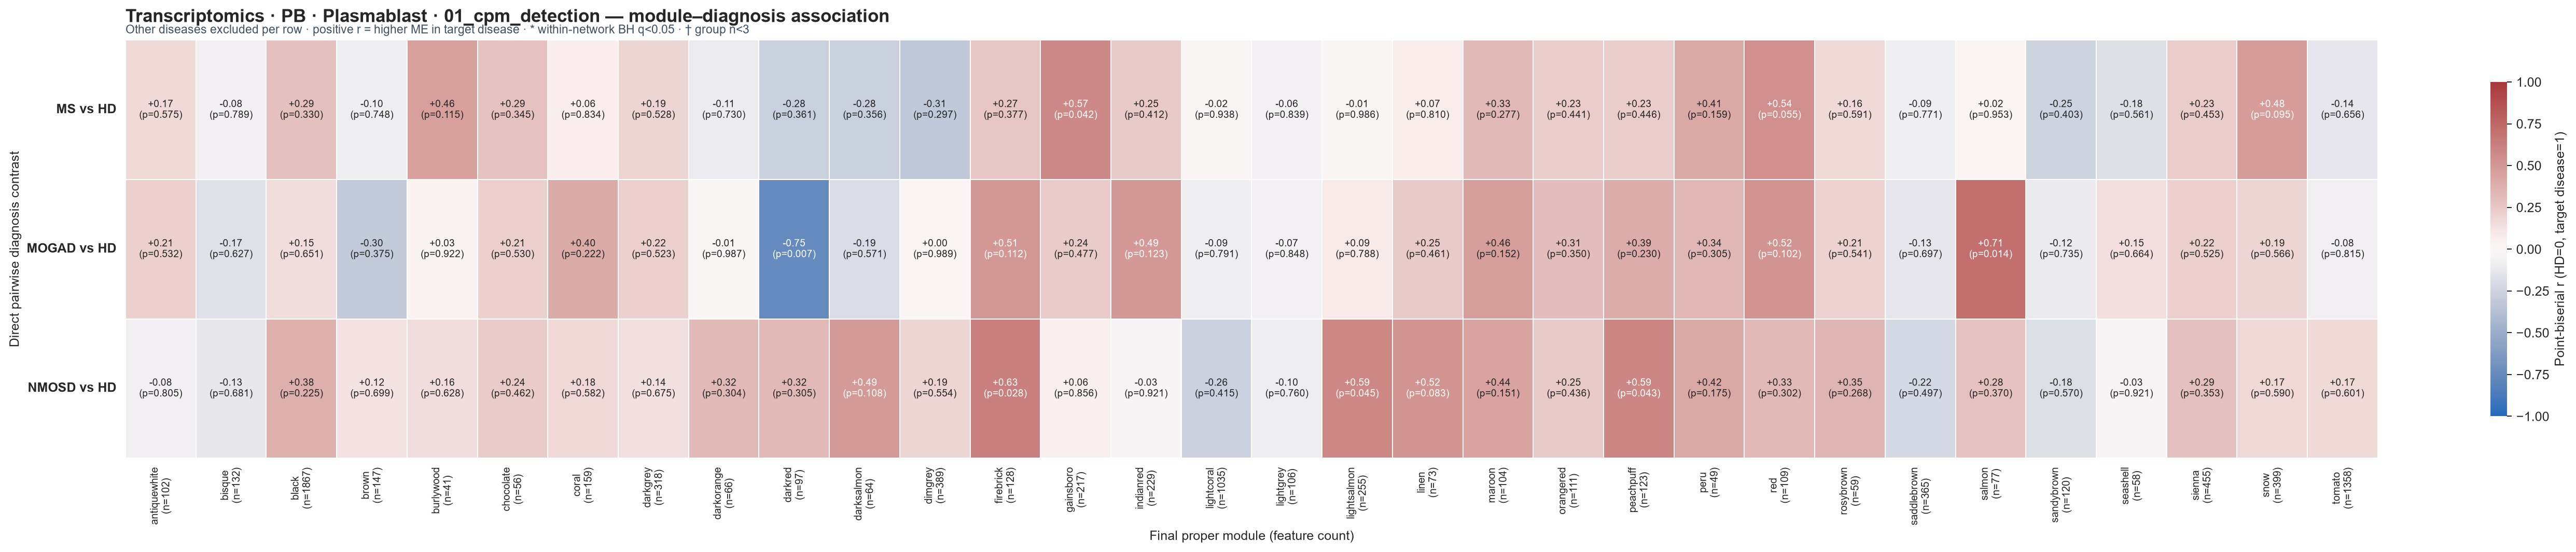 Transcriptomics · PB · Plasmablast · 01_cpm_detection — module–diagnosis association
Other diseases excluded per row · positive r = higher ME in target disease · * within-network BH q<0.05 · † group n<3
Direct pairwise diagnosis contrast
MS vs HD
+0.17 -0.08 +0.29 -0.10 +0.46 +0.29 +0.06 +0.19 -0.11 -0.28 -0.28 -0.31 +0.27 +0.57 +0.25 -0.02 -0.06 -0.01 +0.07 +0.33 +0.23 +0.23 +0.41 +0.54 +0.16 -0.09 +0.02 -0.25 -0.18 +0.23 +0.48 -0.14
(p=0.575) (p=0.789) (p=0.330) (p=0.748) (p=0.115) (p=0.345) (p=0.834) (p=0.528) (p=0.730) (p=0.361) (p=0.356) (p=0.297) (p=0.377) (p=0.042) (p=0.412) (p=0.938) (p=0.839) (p=0.986) (p=0.810) (p=0.277) (p=0.441) (p=0.446) (p=0.159) (p=0.055) (p=0.591) (p=0.771) (p=0.953) (p=0.403) (p=0.561) (p=0.453) (p=0.095) (p=0.656)
MOGAD vs HD
+0.21 -0.17 +0.15 -0.30 +0.03 +0.21 +0.40 +0.22 -0.01 -0.75 -0.19 +0.00 +0.51 +0.24 +0.49 -0.09 -0.07 +0.09 +0.25 +0.46 +0.31 +0.39 +0.34 +0.52 +0.21 -0.13 +0.71 -0.12 +0.15 +0.22 +0.19 -0.08
(p=0.532) (p=0.627) (p=0.651) (p=0.375) (p=0.922) (p=0.530) (p=0.222) (p=0.523) (p=0.987) (p=0.007) (p=0.571) (p=0.989) (p=0.112) (p=0.477) (p=0.123) (p=0.791) (p=0.848) (p=0.788) (p=0.461) (p=0.152) (p=0.350) (p=0.230) (p=0.305) (p=0.102) (p=0.541) (p=0.697) (p=0.014) (p=0.735) (p=0.664) (p=0.525) (p=0.566) (p=0.815)
NMOSD vs HD
-0.08 -0.13 +0.38 +0.12 +0.16 +0.24 +0.18 +0.14 +0.32 +0.32 +0.49 +0.19 +0.63 +0.06 -0.03 -0.26 -0.10 +0.59 +0.52 +0.44 +0.25 +0.59 +0.42 +0.33 +0.35 -0.22 +0.28 -0.18 -0.03 +0.29 +0.17 +0.17
(p=0.805) (p=0.681) (p=0.225) (p=0.699) (p=0.628) (p=0.462) (p=0.582) (p=0.675) (p=0.304) (p=0.305) (p=0.108) (p=0.554) (p=0.028) (p=0.856) (p=0.921) (p=0.415) (p=0.760) (p=0.045) (p=0.083) (p=0.151) (p=0.436) (p=0.043) (p=0.175) (p=0.302) (p=0.268) (p=0.497) (p=0.370) (p=0.570) (p=0.921) (p=0.353) (p=0.590) (p=0.601)
antiquewhite
(n=102)
bisque
(n=132)
black
(n=1867)
brown
(n=147)
burlywood
(n=41)
chocolate
(n=56)
coral
(n=159)
darkgrey
(n=318)
darkorange
(n=66)
darkred
(n=97)
darksalmon
(n=64)
dimgrey
(n=389)
firebrick
(n=128)
gainsboro
(n=217)
indianred
(n=229)
lightcoral
(n=1035)
lightgrey
(n=106)
lightsalmon
(n=255)
linen
(n=73)
maroon
(n=104)
orangered
(n=111)
peachpuff
(n=123)
peru
(n=49)
red
(n=109)
rosybrown
(n=59)
saddlebrown
(n=365)
salmon
(n=77)
sandybrown
(n=120)
seashell
(n=58)
sienna
(n=455)
snow
(n=399)
tomato
(n=1358)
Final proper module (feature count)
1.00
0.75
0.50
0.25
0.00
−0.25
−0.50
−0.75
−1.00
Point-biserial r (HD=0, target disease=1)